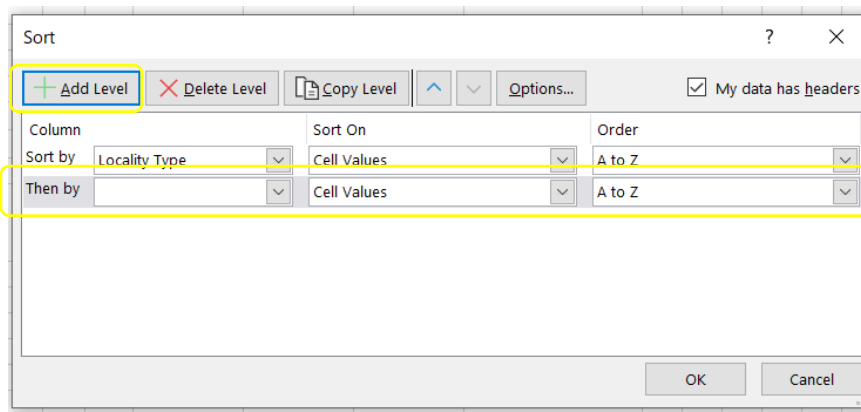 Sort ?
Add Level Delete Level Copy Level Options... My data has headers
Column Sort On Order
Sort by Locality Type Cell Values A to Z
Then by Cell Values A to Z
OK Cancel